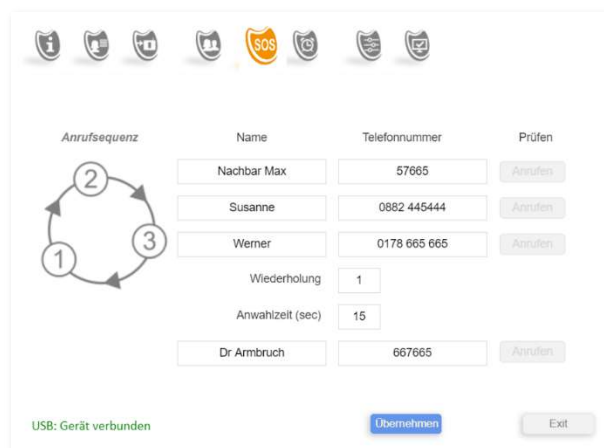 SOS
Anrufsequenz Name Telefonnummer Prüfen
2
3
1
Nachbar Max 57665 Anrufen
Susanne 0882 445444 Anrufen
Werner 0178 665 665 Anrufen
Wiederholung 1
Anwahlzeit (sec) 15
Dr Armbruch 667665 Anrufen
USB: Gerät verbunden Übernehmen Exit